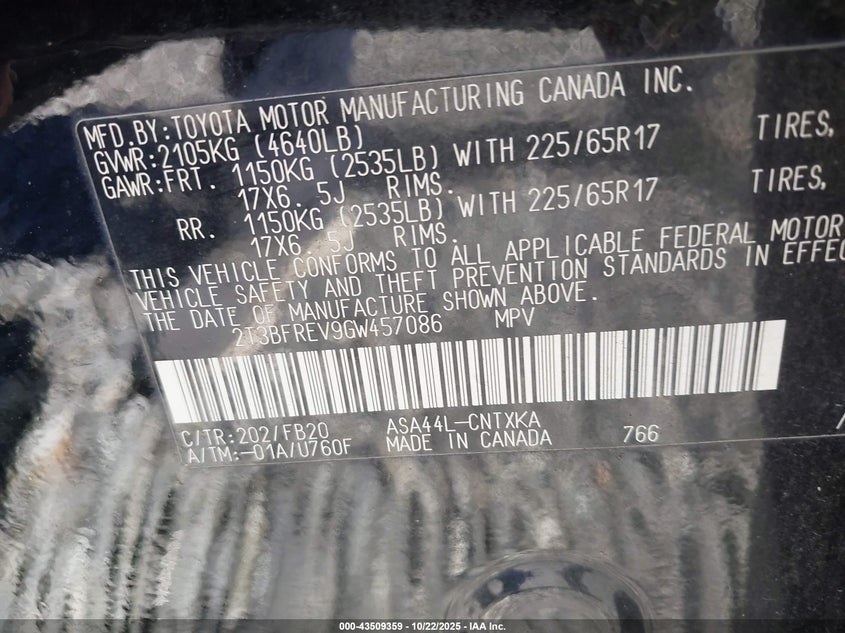 MFD.BY:TOYOTA MOTOR MANUFACTURING CANADA INC.
GVWR:2105KG (4640LB)
GAWR:FRT. 1150KG (2535LB) WITH 225/65R17 TIRES,
17X6. 5J RIMS.
RR. 1150KG (2535LB) WITH 225/65R17 TIRES,
17X6. 5J RIMS.
THIS VEHICLE CONFORMS TO ALL APPLICABLE FEDERAL MOTOR
VEHICLE SAFETY AND THEFT PREVENTION STANDARDS IN EFFEC
THE DATE OF MANUFACTURE SHOWN ABOVE.
2T3BFREV9GW457086 MPV
C/TR:202/FB20 ASA44L-CNTXKA
A/TM:-01A/U760F MADE IN CANADA 766
000-43509359 - 10/22/2025 - IAA Inc.